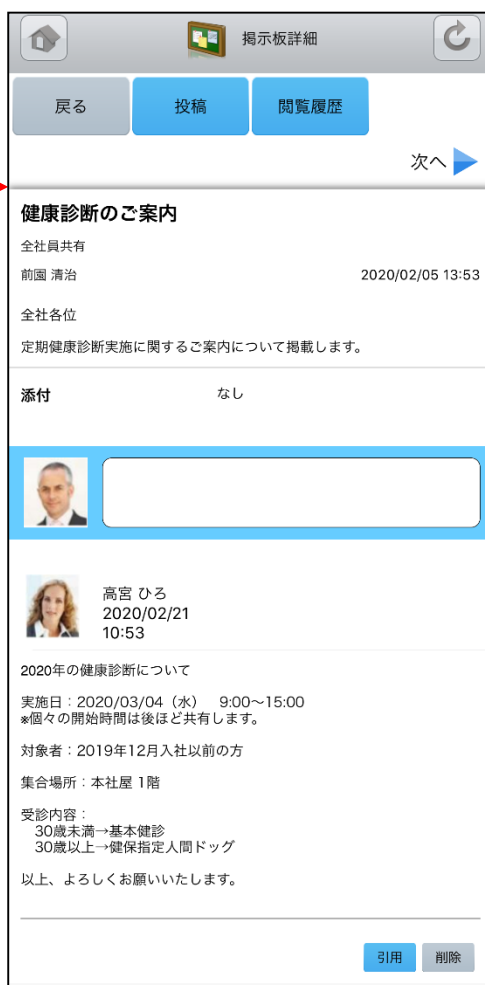 掲示板詳細
戻る 投稿 閲覧履歴
次へ
健康診断のご案内
全社員共有
前園 清治 2020/02/05 13:53
全社各位
定期健康診断実施に関するご案内について掲載します。
添付 なし
高宮 ひろ
2020/02/21
10:53
2020年の健康診断について
実施日：2020/03/04（水） 9:00～15:00
*個々の開始時間は後ほど共有します。
対象者：2019年12月入社以前の方
集合場所：本社屋 1階
受診内容：
30歳未満→基本健診
30歳以上→健保指定人間ドッグ
以上、よろしくお願いいたします。
引用 削除